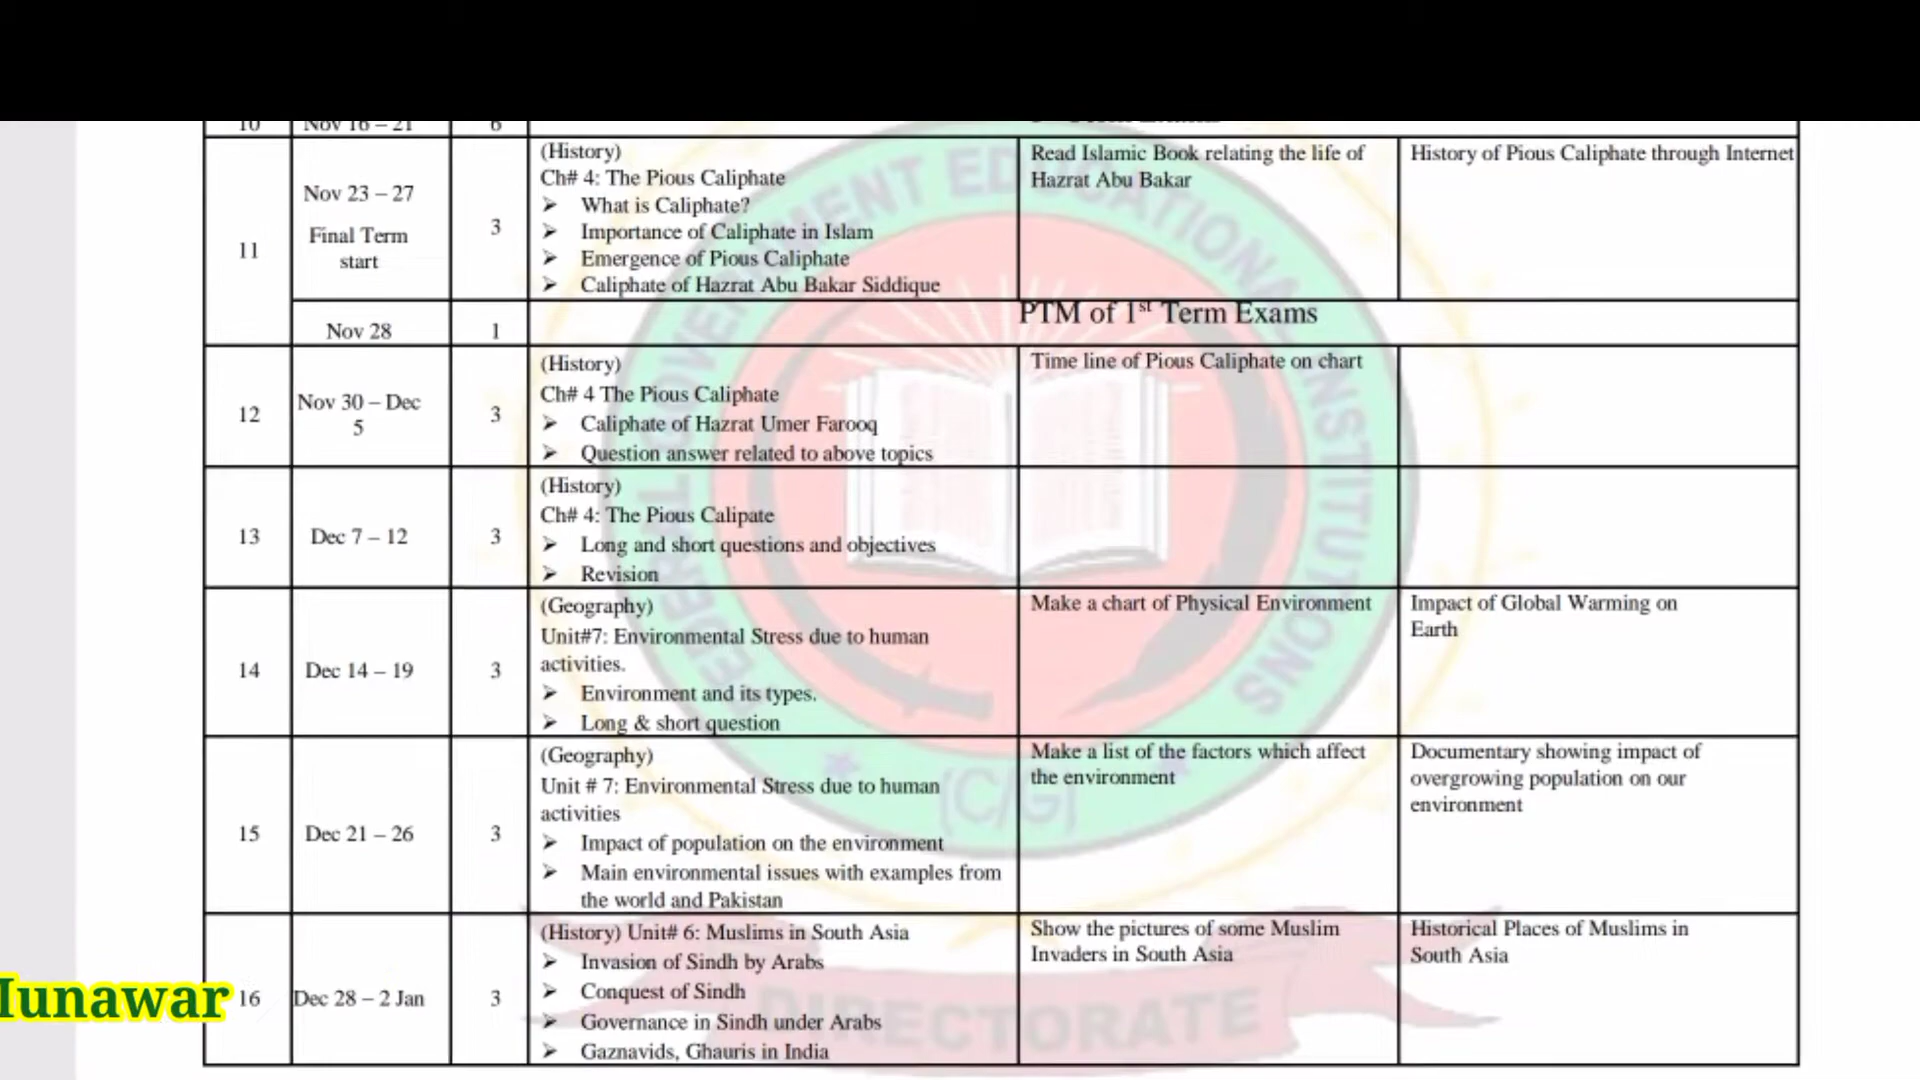 10 Nov 16 – 21 6
11
Nov 23 – 27
Final Term
start
3
(History)
Ch# 4: The Pious Caliphate
➢ What is Caliphate?
➢ Importance of Caliphate in Islam
➢ Emergence of Pious Caliphate
➢ Caliphate of Hazrat Abu Bakar Siddique
Read Islamic Book relating the life of
Hazrat Abu Bakar
History of Pious Caliphate through Internet
Nov 28
1
PTM of 1st Term Exams
12
Nov 30 – Dec
5
3
(History)
Ch# 4 The Pious Caliphate
➢ Caliphate of Hazrat Umer Farooq
➢ Question answer related to above topics
Time line of Pious Caliphate on chart
13
Dec 7 – 12
3
(History)
Ch# 4: The Pious Calipate
➢ Long and short questions and objectives
➢ Revision
14
Dec 14 – 19
3
(Geography)
Unit#7: Environmental Stress due to human
activities.
➢ Environment and its types.
➢ Long & short question
Make a chart of Physical Environment
Impact of Global Warming on
Earth
15
Dec 21 – 26
3
(Geography)
Unit # 7: Environmental Stress due to human
activities
➢ Impact of population on the environment
➢ Main environmental issues with examples from
the world and Pakistan
Make a list of the factors which affect
the environment
Documentary showing impact of
overgrowing population on our
environment
16
Dec 28 – 2 Jan
3
(History) Unit# 6: Muslims in South Asia
➢ Invasion of Sindh by Arabs
➢ Conquest of Sindh
➢ Governance in Sindh under Arabs
➢ Gaznavids, Ghauris in India
Show the pictures of some Muslim
Invaders in South Asia
Historical Places of Muslims in
South Asia
FEDERAL GOVERNMENT EDUCATIONAL INSTITUTIONS
(C/G)
DIRECTORATE